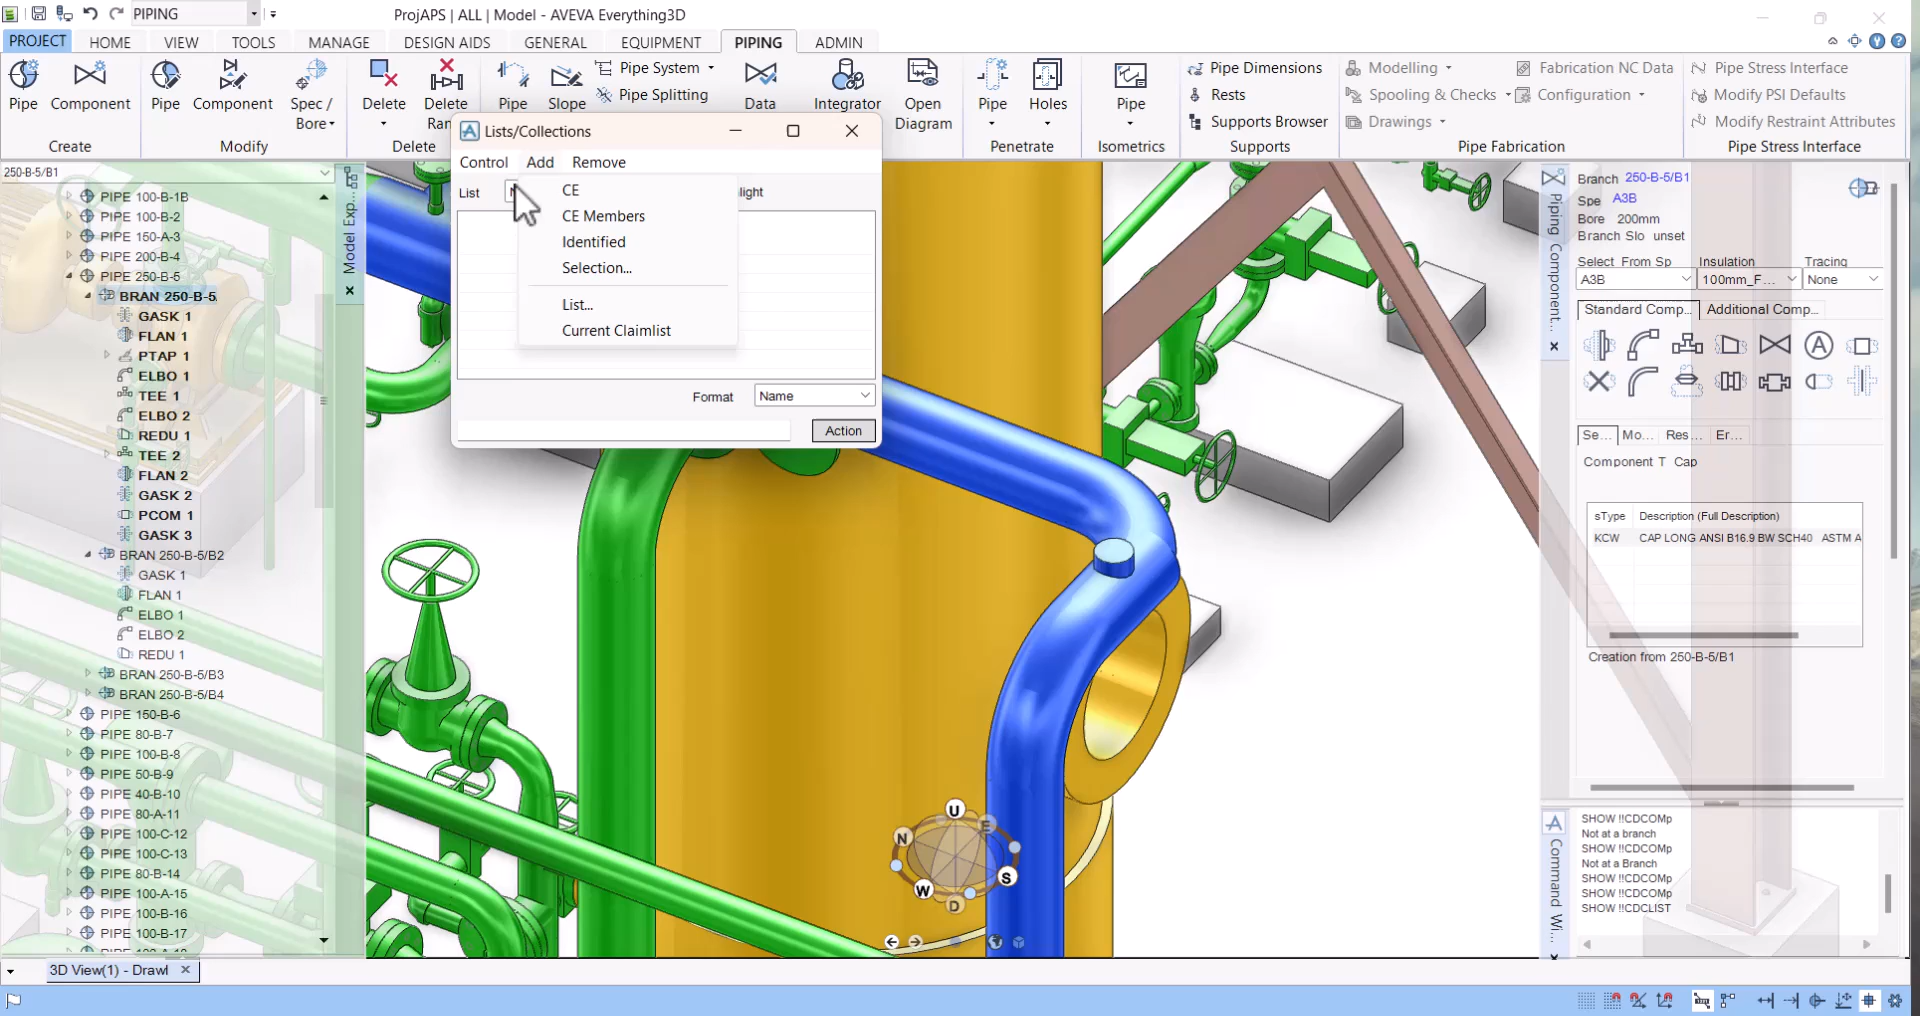 PIPING
ProjAPS | ALL | Model - AVEVA Everything3D
PROJECT HOME VIEW TOOLS MANAGE DESIGN AIDS GENERAL EQUIPMENT PIPING ADMIN
Pipe Component
Create
Pipe Component Spec / Bore
Modify
Delete Delete
Delete
Pipe Slope
Pipe System
Pipe Splitting
Data
Integrator
Open Diagram
Pipe Holes
Penetrate
Pipe
Isometrics
Pipe Dimensions
Rests
Supports Browser
Supports
Modelling
Spooling & Checks
Drawings
Fabrication NC Data
Configuration
Pipe Fabrication
Pipe Stress Interface
Modify PSI Defaults
Modify Restraint Attributes
Pipe Stress Interface
250-B-5/B1
PIPE 100-B-1B
PIPE 100-B-2
PIPE 150-A-3
PIPE 200-B-4
PIPE 250-B-5
BRAN 250-B-5
GASK 1
FLAN 1
PTAP 1
ELBO 1
TEE 1
ELBO 2
REDU 1
TEE 2
FLAN 2
GASK 2
PCOM 1
GASK 3
BRAN 250-B-5/B2
GASK 1
FLAN 1
ELBO 1
ELBO 2
REDU 1
BRAN 250-B-5/B3
BRAN 250-B-5/B4
PIPE 150-B-6
PIPE 80-B-7
PIPE 100-B-8
PIPE 50-B-9
PIPE 40-B-10
PIPE 80-A-11
PIPE 100-C-12
PIPE 100-C-13
PIPE 80-B-14
PIPE 100-A-15
PIPE 100-B-16
PIPE 100-B-17
Model Exp...
Lists/Collections
Control Add Remove
List
CE
CE Members
Identified
Selection...
List...
Current Claimlist
Format Name
Action
U
N
E
W
S
D
Piping Component...
Branch 250-B-5/B1
Spe A3B
Bore 200mm
Branch Slo unset
Select From Sp Insulation Tracing
A3B 100mm_F... None
Standard Comp... Additional Comp...
Se... Mo... Res... Er...
Component T Cap
sType Description (Full Description)
KCW CAP LONG ANSI B16.9 BW SCH40 ASTM A
Creation from 250-B-5/B1
Command Wi...
SHOW !!CDCOMp
Not at a branch
SHOW !!CDCOMp
Not at a Branch
SHOW !!CDCOMp
SHOW !!CDCOMp
SHOW !!CDCLIST
3D View(1) - Drawl